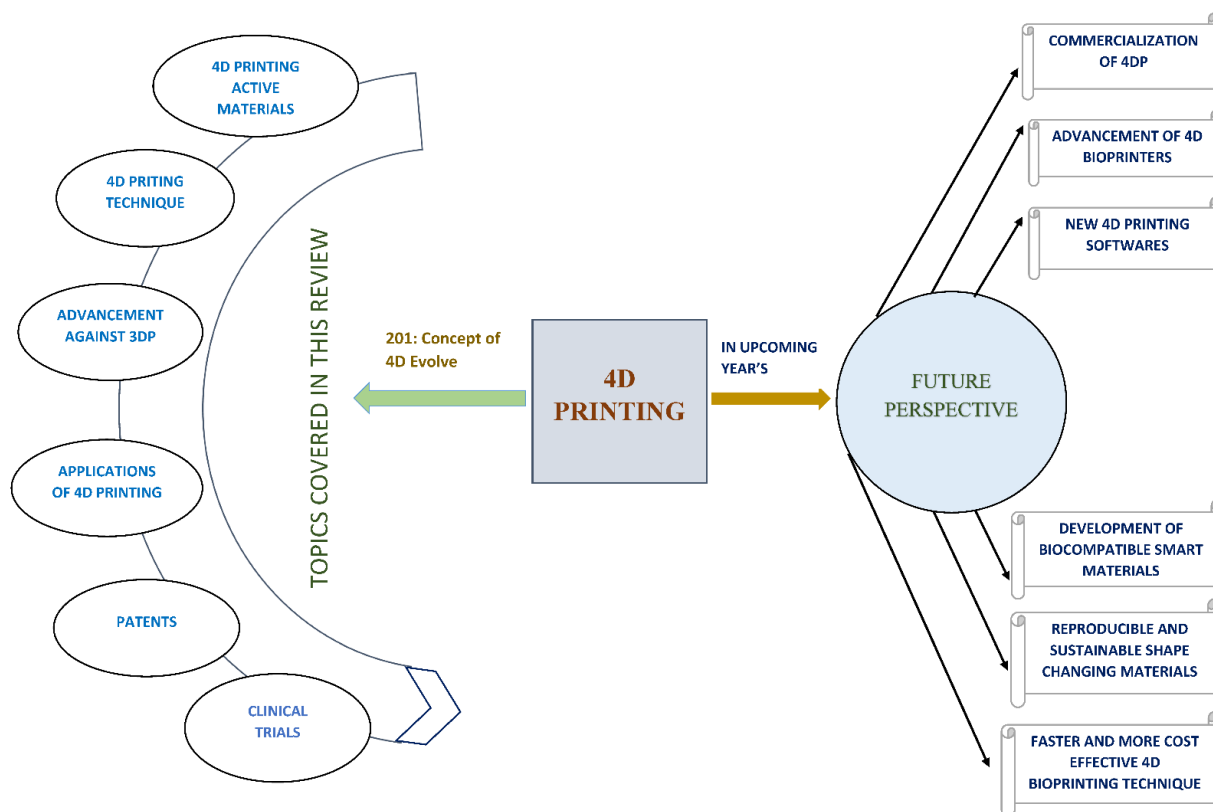 4D PRINTING
ACTIVE
MATERIALS
4D PRITING
TECHNIQUE
ADVANCEMENT
AGAINST 3DP
APPLICATIONS
OF 4D PRINTING
PATENTS
CLINICAL
TRIALS
TOPICS COVERED IN THIS REVIEW
201: Concept of
4D Evolve
4D
PRINTING
IN UPCOMING
YEAR'S
FUTURE
PERSPECTIVE
COMMERCIALIZATION
OF 4DP
ADVANCEMENT OF 4D
BIOPRINTERS
NEW 4D PRINTING
SOFTWARES
DEVELOPMENT OF
BIOCOMPATIBLE SMART
MATERIALS
REPRODUCIBLE AND
SUSTAINABLE SHAPE
CHANGING MATERIALS
FASTER AND MORE COST
EFFECTIVE 4D
BIOPRINTING TECHNIQUE